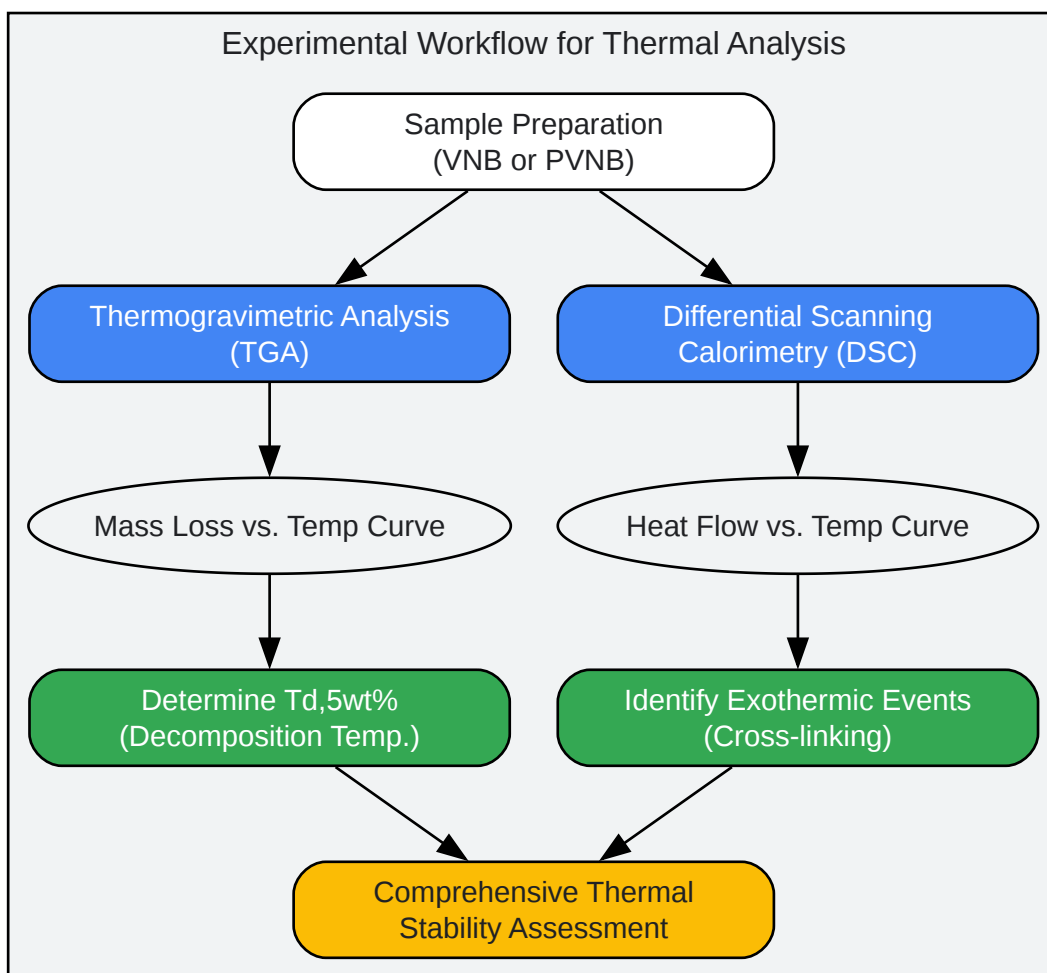 Experimental Workflow for Thermal Analysis
Sample Preparation
(VNB or PVNB)
Thermogravimetric Analysis
(TGA)
Differential Scanning
Calorimetry (DSC)
Mass Loss vs. Temp Curve
Heat Flow vs. Temp Curve
Determine Td,5wt%
(Decomposition Temp.)
Identify Exothermic Events
(Cross-linking)
Comprehensive Thermal
Stability Assessment